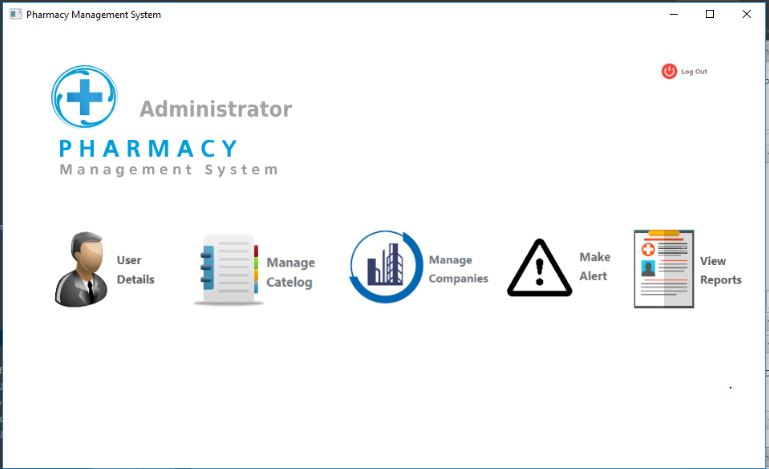 Pharmacy Management System
Log Out
Administrator
PHARMACY
Management System
User
Details
Manage
Catelog
Manage
Companies
Make
Alert
View
Reports